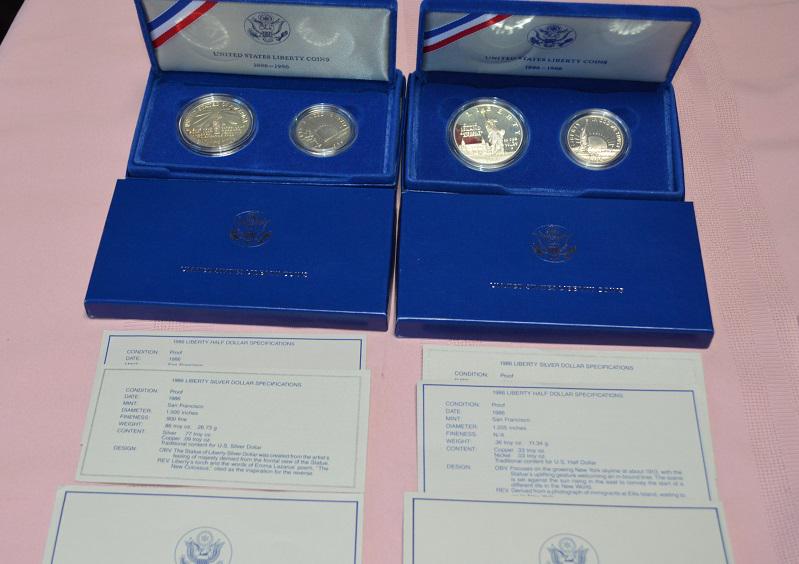 UNITED STATES LIBERTY COINS
1886-1986
UNITED STATES LIBERTY COINS
1886-1986
LIBERTY
UNITED STATES LIBERTY COINS
UNITED STATES LIBERTY COINS
1986 LIBERTY HALF DOLLAR SPECIFICATIONS
CONDITION: Proof
DATE: 1986
1986 LIBERTY SILVER DOLLAR SPECIFICATIONS
CONDITION: Proof
DATE: 1986
MINT: San Francisco
DIAMETER: 1.500 inches
FINENESS: 900 fine
WEIGHT: .86 troy oz. 26.73 g
CONTENT: Silver .77 troy oz.
Copper .09 troy oz.
Traditional content for U.S. Silver Dollar
DESIGN: OBV. The Statue of Liberty Silver Dollar was created from the artist's
feeling of majesty derived from the frontal view of the Statue.
REV. Liberty's torch and the words of Emma Lazarus' poem, "The
New Colossus," cited as the inspiration for the reverse.
1986 LIBERTY SILVER DOLLAR SPECIFICATIONS
CONDITION: Proof
1986 LIBERTY HALF DOLLAR SPECIFICATIONS
CONDITION: Proof
DATE: 1986
MINT: San Francisco
DIAMETER: 1.205 inches
FINENESS: N/A
WEIGHT: .36 troy oz. 11.34 g
CONTENT: Copper .33 troy oz.
Nickel .03 troy oz.
Traditional content for U.S. Half Dollar
DESIGN: OBV. Focuses on the growing New York skyline at about 1913, with the
Statue's uplifting gesture welcoming an in-bound liner. The scene
is set against the sun rising in the east to convey the start of a
different life in the New World.
REV. Derived from a photograph of immigrants at Ellis Island, waiting to